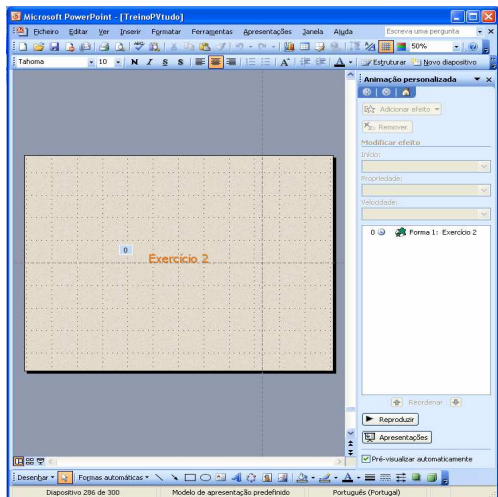 Microsoft PowerPoint - [TreinoPVtudo]
Ficheiro Editar Ver Inserir Formatar Ferramentas Apresentações Janela Ajuda Escreva uma pergunta
50%
Tahoma 10 N I S S A A Estruturar Novo diapositivo
Animação personalizada
Adicionar efeito
Remover
Modificar efeito
Início:
Propriedade:
Velocidade:
0 Forma 1: Exercício 2
0
Exercício 2
Reordenar
Reproduzir
Apresentações
Pré-visualizar automaticamente
Desenhar Formas automáticas A
Diapositivo 286 de 300 Modelo de apresentação predefinido Português (Portugal)